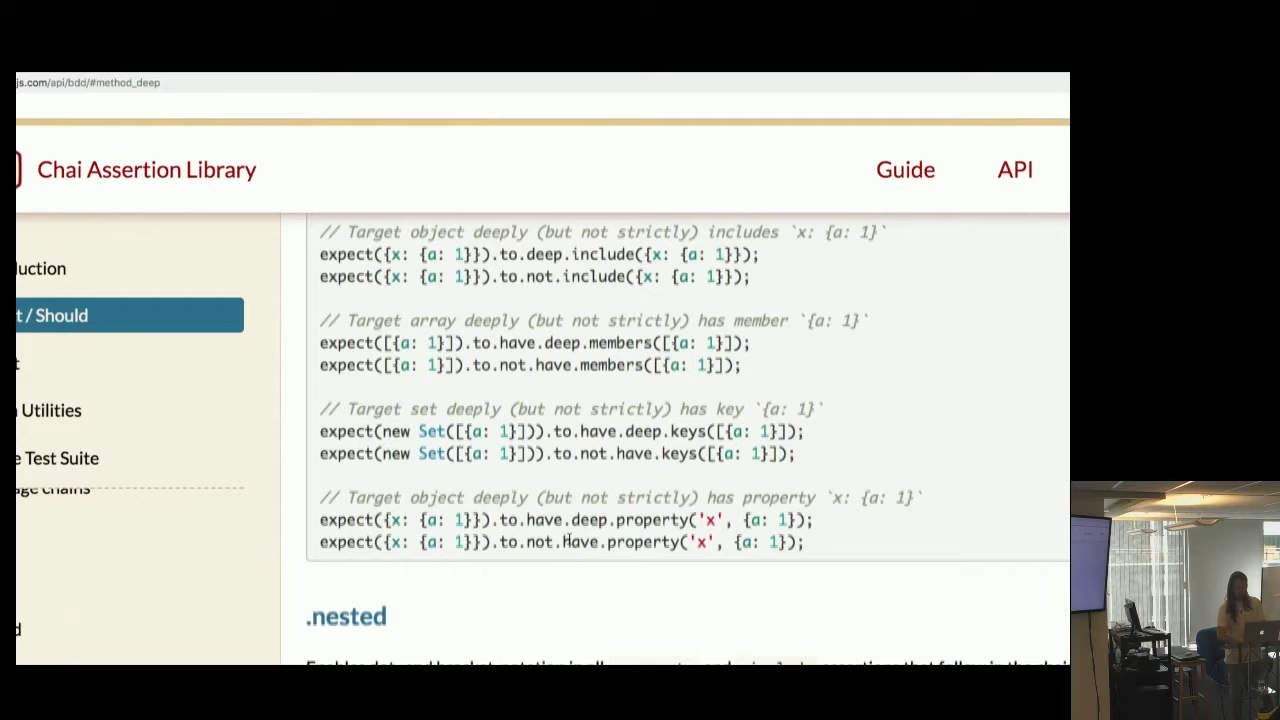 js.com/api/bdd/#method_deep
Chai Assertion Library
Guide
API
// Target object deeply (but not strictly) includes `x: {a: 1}`
expect({x: {a: 1}}).to.deep.include({x: {a: 1}});
expect({x: {a: 1}}).to.not.include({x: {a: 1}});
// Target array deeply (but not strictly) has member `{a: 1}`
expect([{a: 1}]).to.have.deep.members([{a: 1}]);
expect([{a: 1}]).to.not.have.members([{a: 1}]);
// Target set deeply (but not strictly) has key `{a: 1}`
expect(new Set([{a: 1}])).to.have.deep.keys([{a: 1}]);
expect(new Set([{a: 1}])).to.not.have.keys([{a: 1}]);
// Target object deeply (but not strictly) has property `x: {a: 1}`
expect({x: {a: 1}}).to.have.deep.property('x', {a: 1});
expect({x: {a: 1}}).to.not.have.property('x', {a: 1});
.nested
duction
t / Should
t
Utilities
e Test Suite
age chains
d